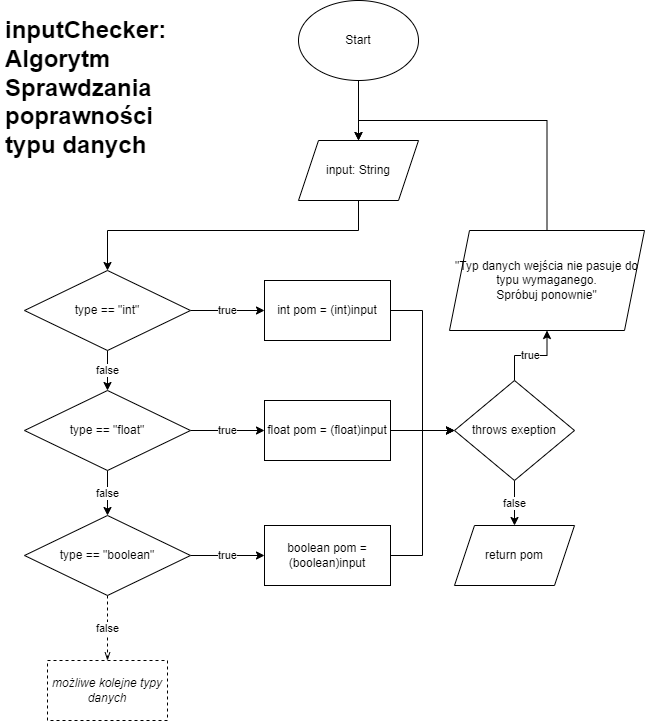 inputChecker:
Algorytm
Sprawdzania
poprawności
typu danych
Start
input: String
"Typ danych wejścia nie pasuje do
typu wymaganego.
Spróbuj ponownie"
type == "int"
true
int pom = (int)input
false
true
type == "float"
true
float pom = (float)input
throws exeption
false
false
type == "boolean"
true
boolean pom =
(boolean)input
return pom
false
możliwe kolejne typy
danych